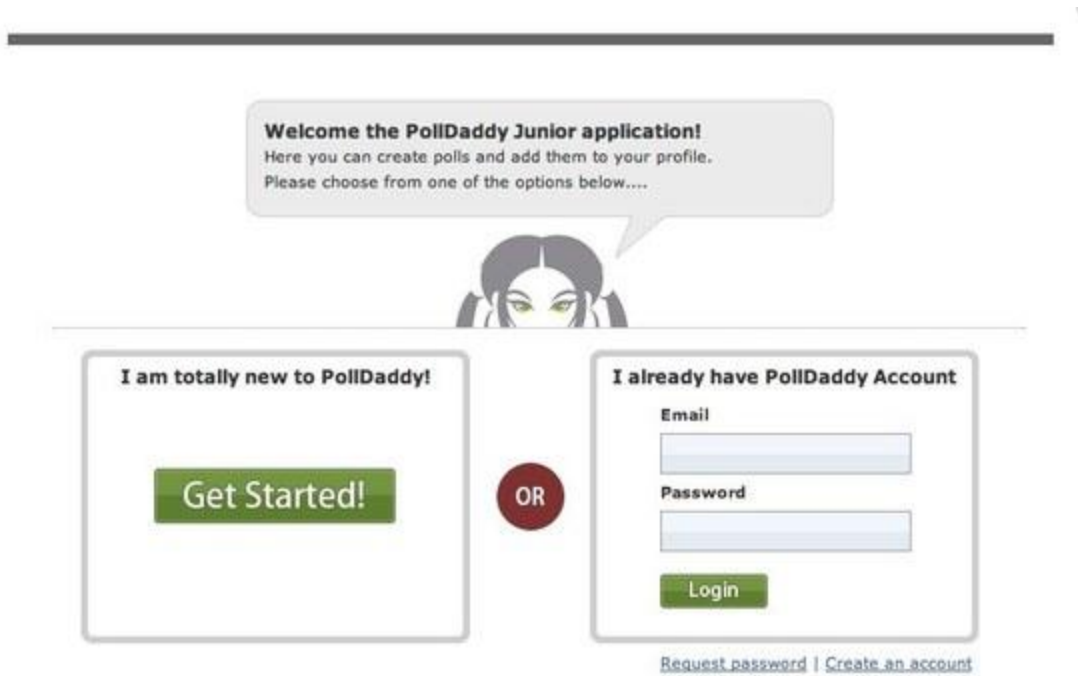 Welcome the PollDaddy Junior application!
Here you can create polls and add them to your profile.
Please choose from one of the options below....
I am totally new to PollDaddy!
Get Started!
OR
I already have PollDaddy Account
Email
Password
Login
Request password | Create an account